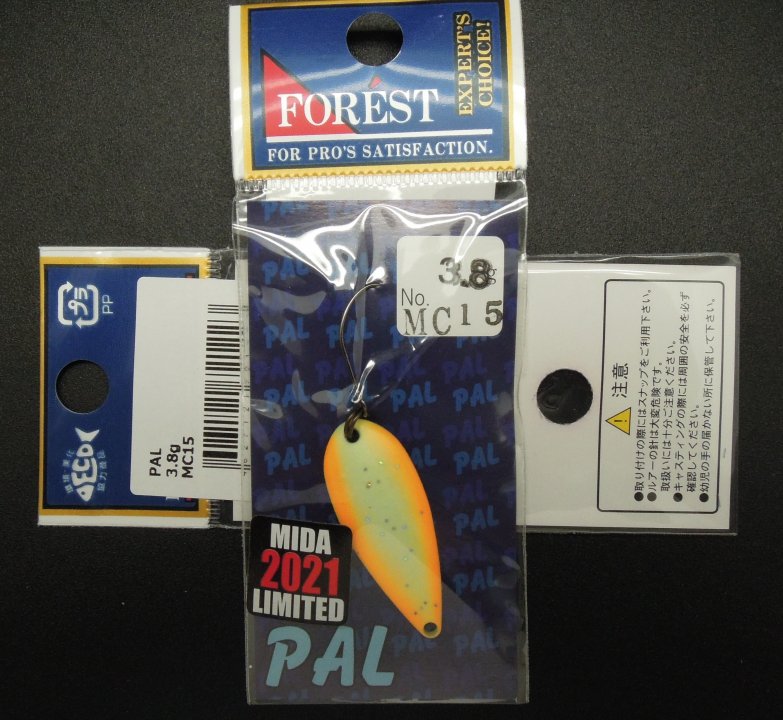 FORÉST
EXPERT'S
CHOICE!
FOR PRO'S SATISFACTION.
PAL
3.8g
No.
MC15
MIDA
2021
LIMITED
PAL
プラ
PP
ECO
PAL
3.8g
MC15
注意
●取り付けの際にはスナップをご利用下さい。
●ルアーの針は大変危険です。
取扱いには十分ご注意ください。
●キャスティングの際には周囲の安全を必ず
確認してください。
●幼児の手の届かない所に保管して下さい。